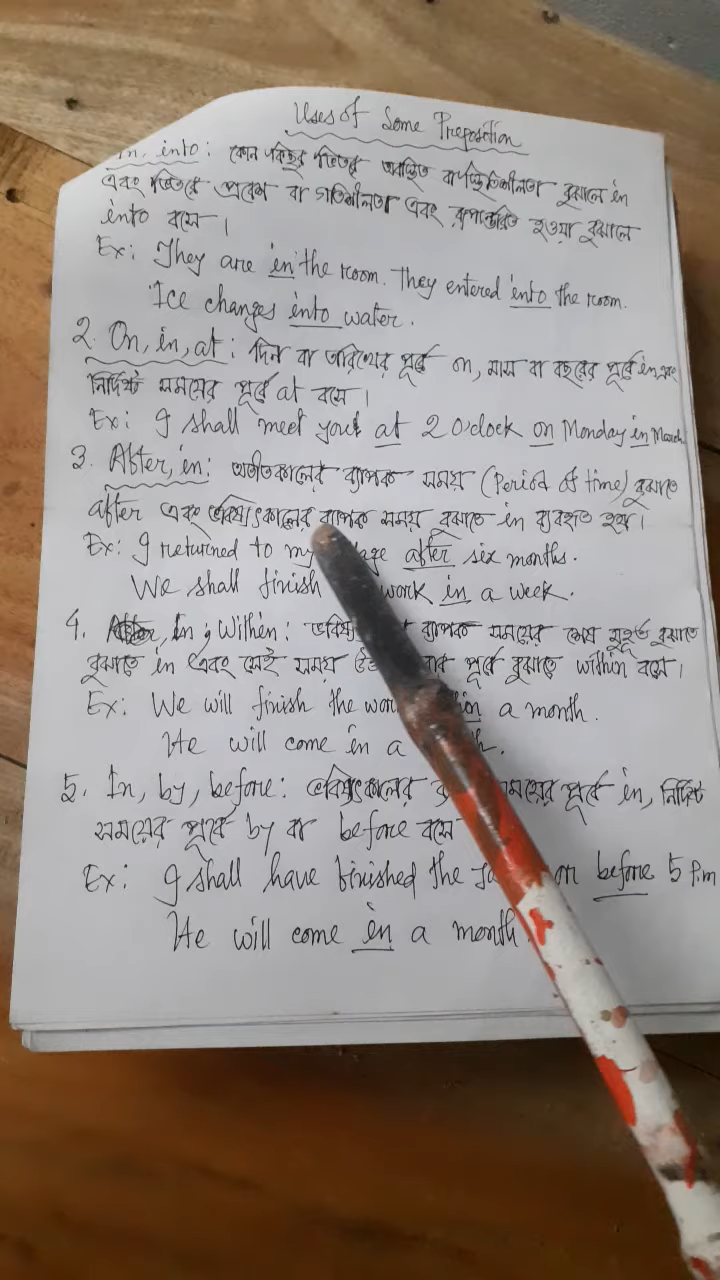 Uses of Some Preposition
in, into: কোন কিছুর ভিতরে অবস্থিত বা স্থিতিশীলতা বুঝালে in
এবং ভিতরে প্রবেশ বা গতিশীলতা এবং রূপান্তরিত হওয়া বুঝালে
into বসে।
Ex: They are in the room. They entered into the room.
Ice changes into water.
2. On, in, at: দিন বা তারিখের পূর্বে on, মাস বা বছরের পূর্বে in এবং
নির্দিষ্ট সময়ের পূর্বে at বসে।
Ex: I shall meet you at 2 O'clock on Monday in March
3. After, in: অতীতকালের ব্যাপক সময় (Period of time) বুঝাতে
after এবং ভবিষ্যৎকালের ব্যাপক সময় বুঝাতে in ব্যবহৃত হয়।
Ex: I returned to my after six months.
We shall finish work in a week.
4. In, Within: ব্যাপক সময়ের শেষ মুহূর্ত বুঝাতে
বুঝাতে in এবং সেই সময় পূর্বে বুঝাতে within বসে।
Ex: We will finish the a month.
He will come in a
5. In, by, before: ভবিষ্যৎকালের সময়ের পূর্বে in, নির্দিষ্ট
সময়ের পূর্বে by বা before বসে
Ex: I shall have finished the on before 5 P.m
He will come in a month